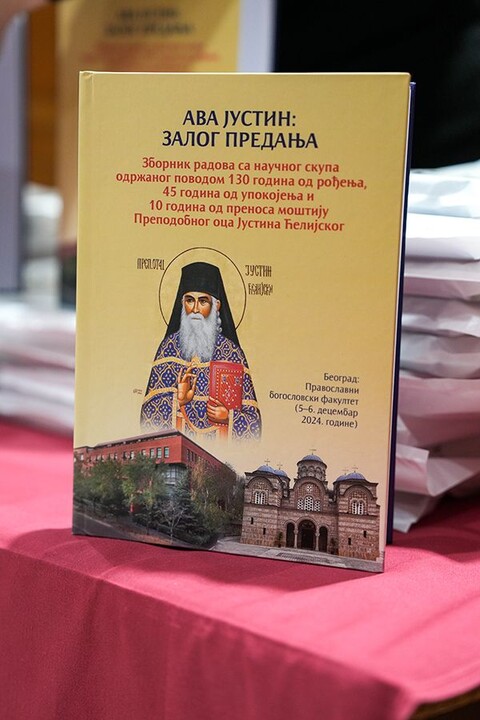 АВА ЈУСТИН:
ЗАЛОГ ПРЕДАЊА
Зборник радова са научног скупа
одржаног поводом 130 година од рођења,
45 година од упокојења и
10 година од преноса моштију
Преподобног оца Јустина Ћелијског
ПРЕП.ОТАЦ
ЈУСТИН
ЋЕЛИЈСКИ
Београд:
Православни
богословски факултет
(5–6. децембар
2024. године)